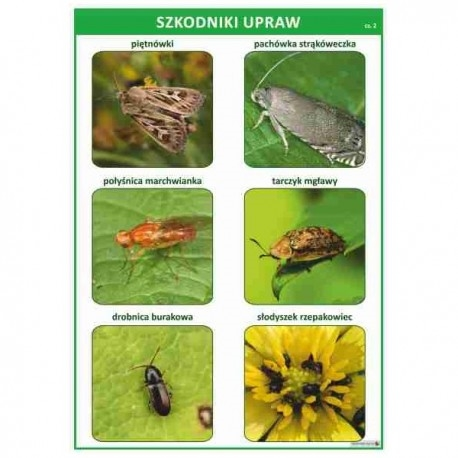 SZKODNIKI UPRAW cz. 2
piętnówki pachówka strąkóweczka
połyśnica marchwianka tarczyk mgławy
drobnica burakowa słodyszek rzepakowiec